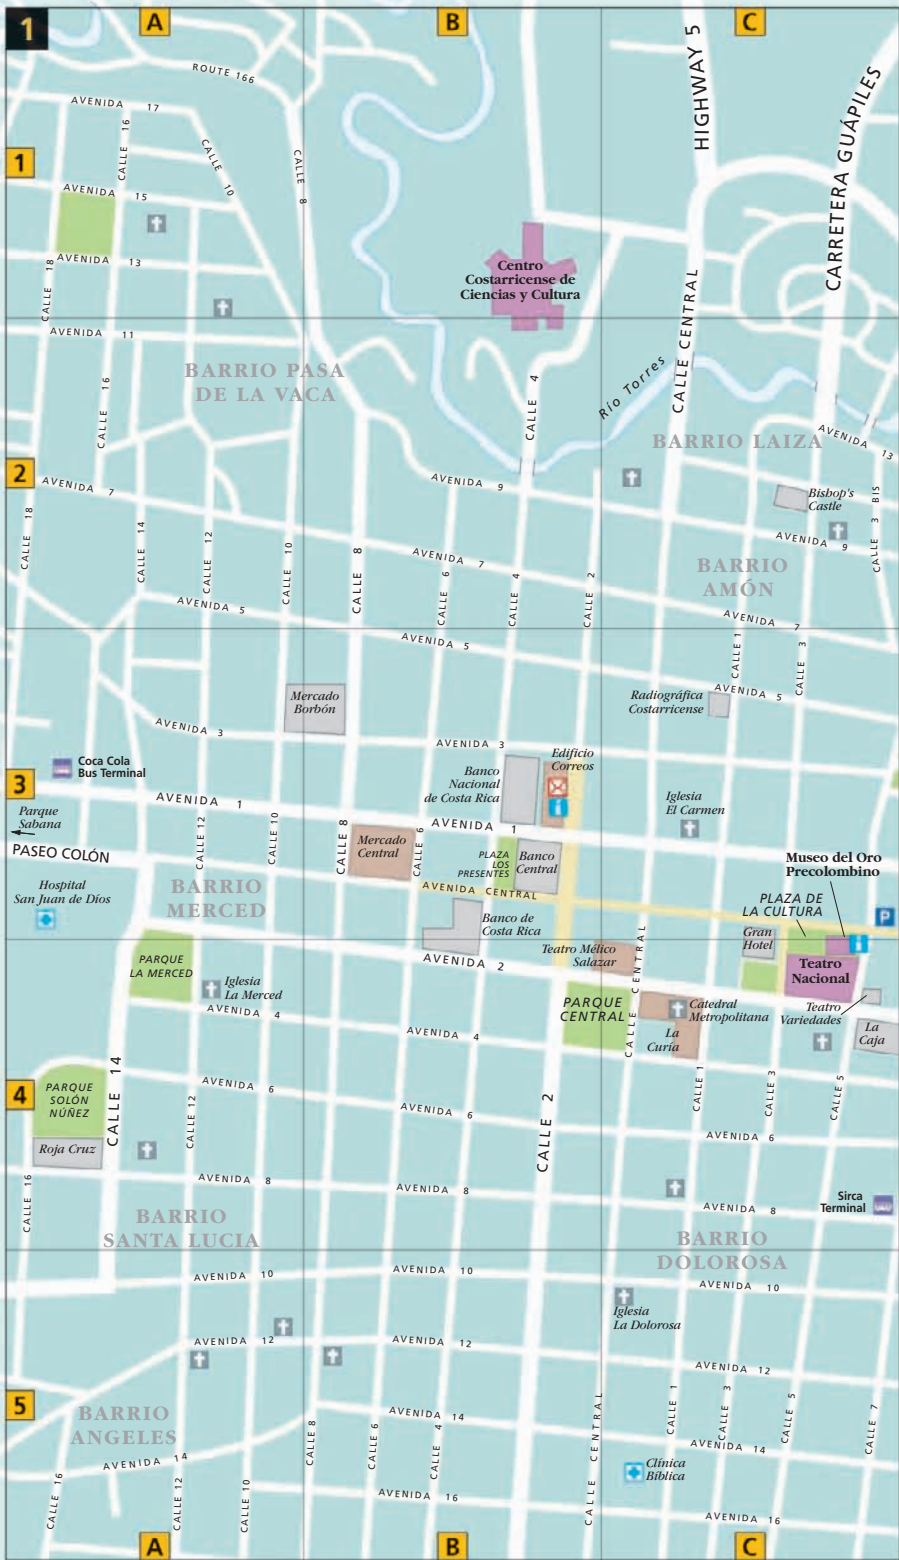 1
A
B
C
ROUTE 166
HIGHWAY 5
CARRETERA GUÁPILES
AVENIDA 17
CALLE 16
CALLE 10
CALLE 8
1
AVENIDA 15
AVENIDA 13
CALLE 18
Centro
Costarricense de
Ciencias y Cultura
CALLE CENTRAL
AVENIDA 11
BARRIO PASA
DE LA VACA
CALLE 16
CALLE 4
Río Torres
BARRIO LAIZA
AVENIDA 13
2
AVENIDA 7
AVENIDA 9
Bishop's
Castle
CALLE 3 BIS
CALLE 18
CALLE 14
CALLE 12
CALLE 10
CALLE 8
AVENIDA 7
CALLE 6
CALLE 4
CALLE 2
AVENIDA 9
BARRIO
AMÓN
AVENIDA 5
AVENIDA 7
AVENIDA 5
CALLE 1
CALLE 3
Mercado
Borbón
Radiográfica
Costarricense
AVENIDA 5
AVENIDA 3
AVENIDA 3
Coca Cola
Bus Terminal
Edificio
Correos
Banco
Nacional
de Costa Rica
i
3
Parque
Sabana
AVENIDA 1
Iglesia
El Carmen
AVENIDA 1
CALLE 12
CALLE 10
CALLE 8
Mercado
Central
CALLE 6
PLAZA
LOS
PRESENTES
Banco
Central
PASEO COLÓN
Museo del Oro
Precolombino
Hospital
San Juan de Díos
BARRIO
MERCED
AVENIDA CENTRAL
PLAZA DE
LA CULTURA
P
Banco de
Costa Rica
Gran
Hotel
i
AVENIDA 2
Teatro Mélico
Salazar
CALLE CENTRAL
Teatro
Nacional
PARQUE
LA MERCED
Iglesia
La Merced
PARQUE
CENTRAL
Catedral
Metropolitana
Teatro
Variedades
La
Curía
La
Caja
AVENIDA 4
AVENIDA 4
4
PARQUE
SOLÓN
NÚÑEZ
CALLE 14
AVENIDA 6
CALLE 12
AVENIDA 6
CALLE 2
CALLE 1
CALLE 3
CALLE 5
AVENIDA 6
Roja Cruz
CALLE 16
AVENIDA 8
AVENIDA 8
AVENIDA 8
Sirca
Terminal
BARRIO
SANTA LUCIA
BARRIO
DOLOROSA
AVENIDA 10
AVENIDA 10
AVENIDA 10
Iglesia
La Dolorosa
AVENIDA 12
AVENIDA 12
AVENIDA 12
5
BARRIO
ANGELES
AVENIDA 14
AVENIDA 14
AVENIDA 14
CALLE 8
CALLE 6
CALLE 4
CALLE CENTRAL
CALLE 1
CALLE 3
CALLE 5
CALLE 7
Clínica
Bíblica
CALLE 16
CALLE 12
CALLE 10
AVENIDA 16
AVENIDA 16
A
B
C